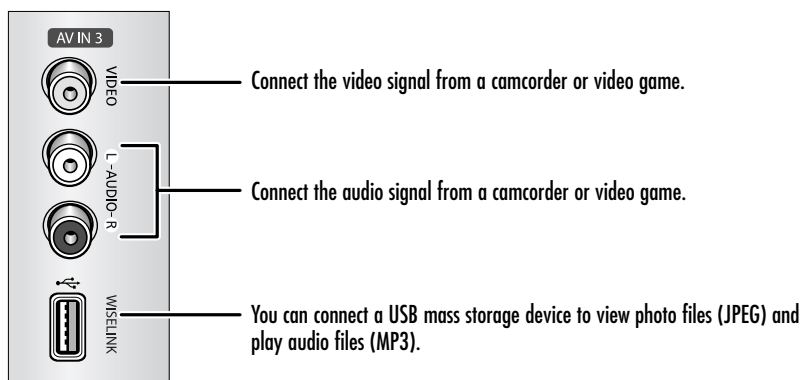 AV IN 3
VIDEO
Connect the video signal from a camcorder or video game.
L -AUDIO- R
Connect the audio signal from a camcorder or video game.
WISELINK
You can connect a USB mass storage device to view photo files (JPEG) and
play audio files (MP3).